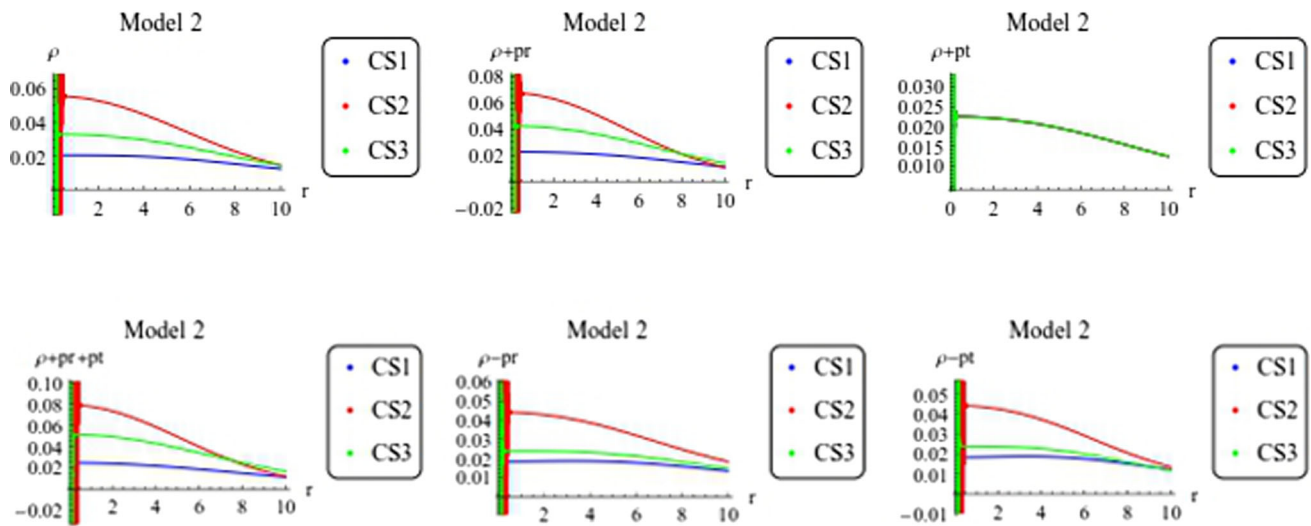 Model 2
ρ
0.06
0.04
0.02
2 4 6 8 10
r
CS1
CS2
CS3
Model 2
ρ+pr
0.08
0.06
0.04
0.02
−0.02
2 4 6 8 10
r
CS1
CS2
CS3
Model 2
ρ+pt
0.030
0.025
0.020
0.015
0.010
0 2 4 6 8 10
r
CS1
CS2
CS3
Model 2
ρ+pr+pt
0.10
0.08
0.06
0.04
0.02
−0.02
2 4 6 8 10
r
CS1
CS2
CS3
Model 2
ρ−pr
0.06
0.05
0.04
0.03
0.02
0.01
2 4 6 8 10
r
CS1
CS2
CS3
Model 2
ρ−pt
0.05
0.04
0.03
0.02
0.01
−0.01
2 4 6 8 10
r
CS1
CS2
CS3